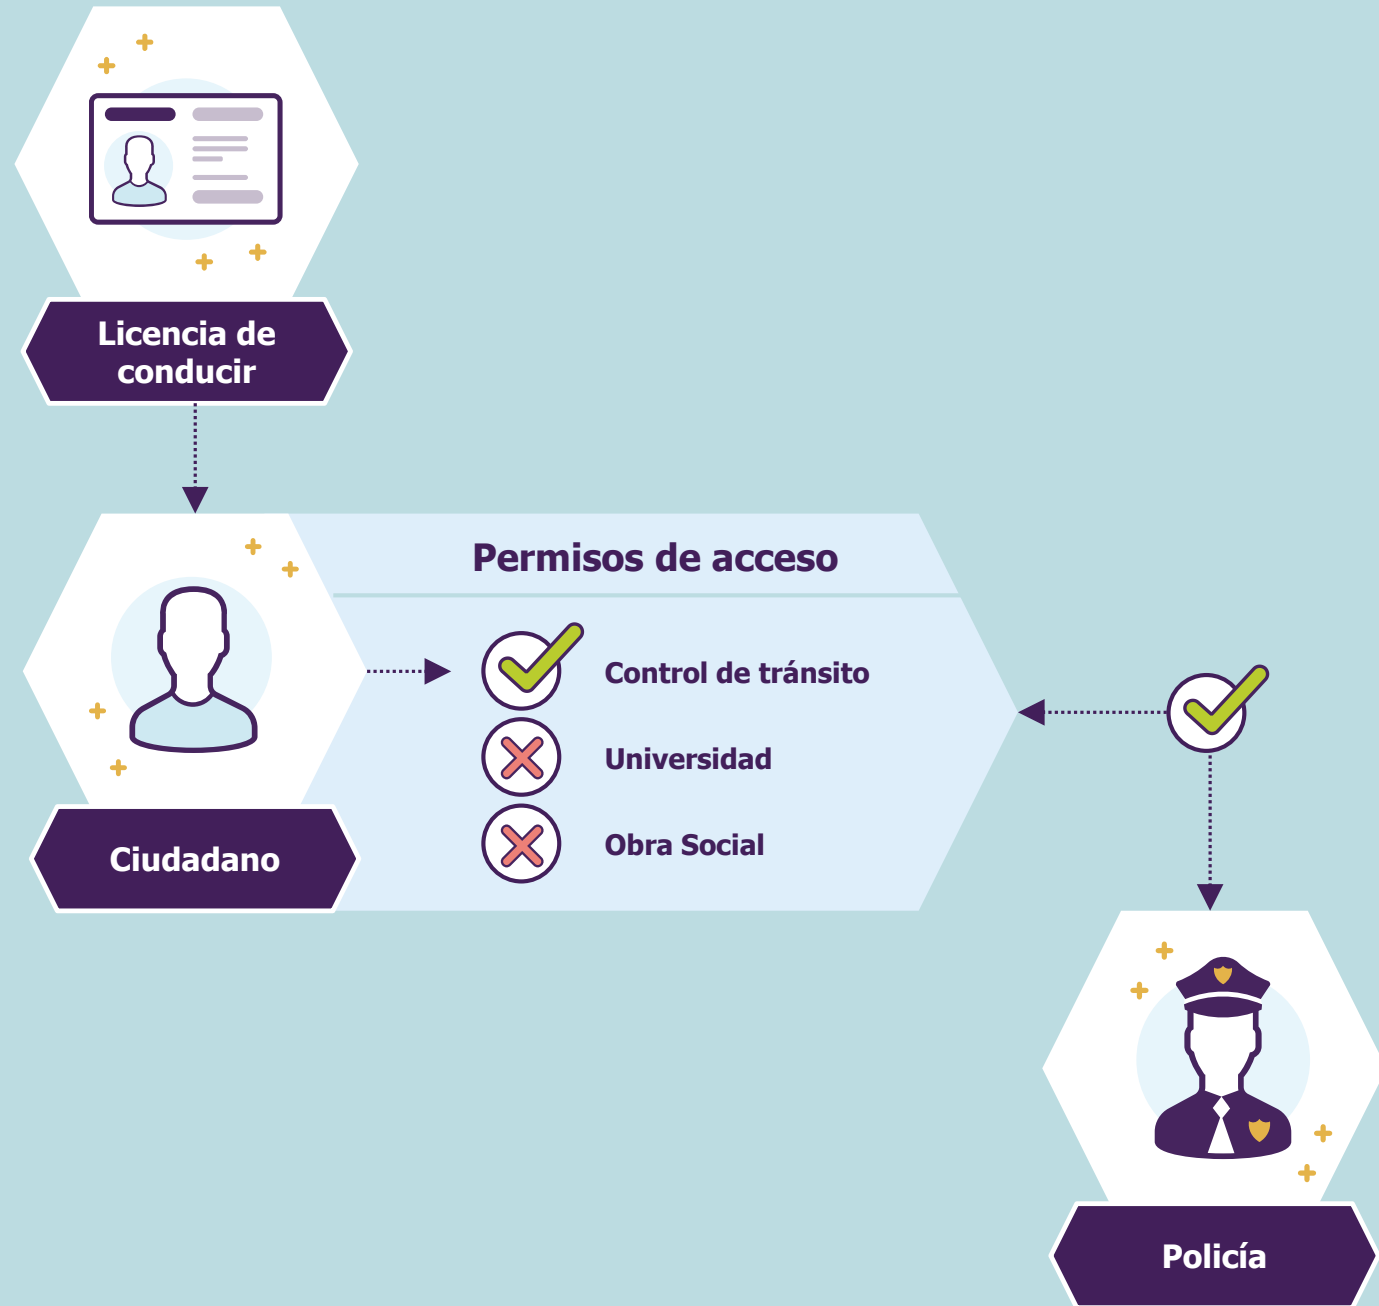 Licencia de
conducir
Permisos de acceso
Control de tránsito
Universidad
Obra Social
Ciudadano
Policía